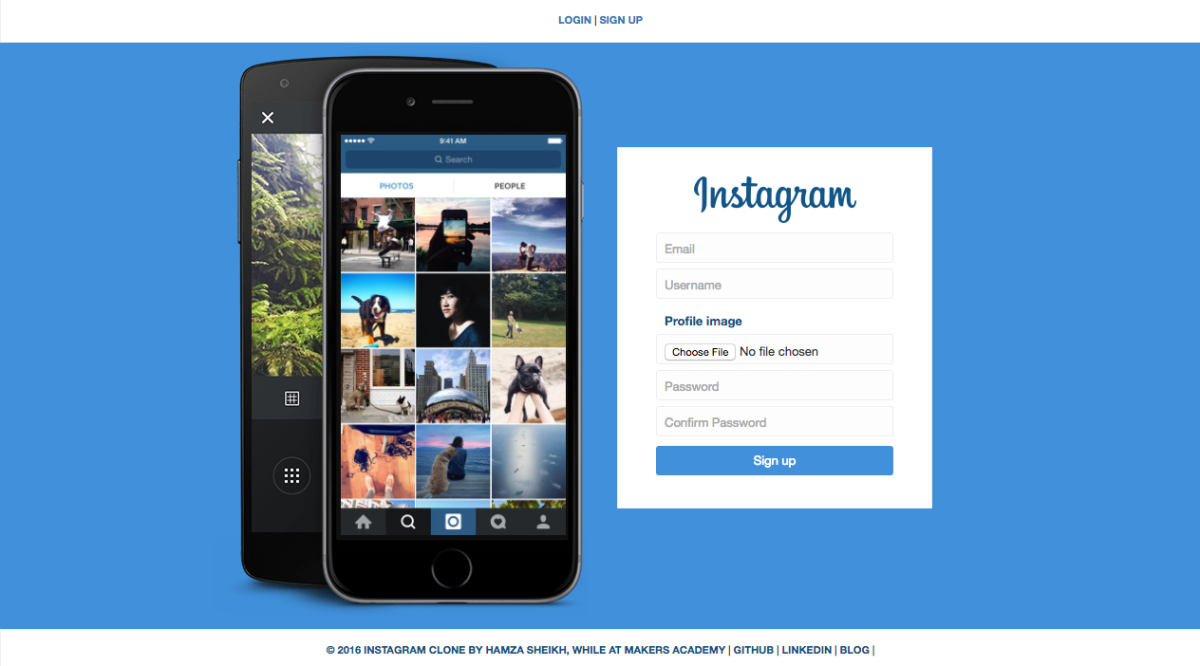 LOGIN | SIGN UP
9:41 AM
Search
PHOTOS PEOPLE
Instagram
Email
Username
Profile image
Choose File No file chosen
Password
Confirm Password
Sign up
© 2016 INSTAGRAM CLONE BY HAMZA SHEIKH, WHILE AT MAKERS ACADEMY | GITHUB | LINKEDIN | BLOG |